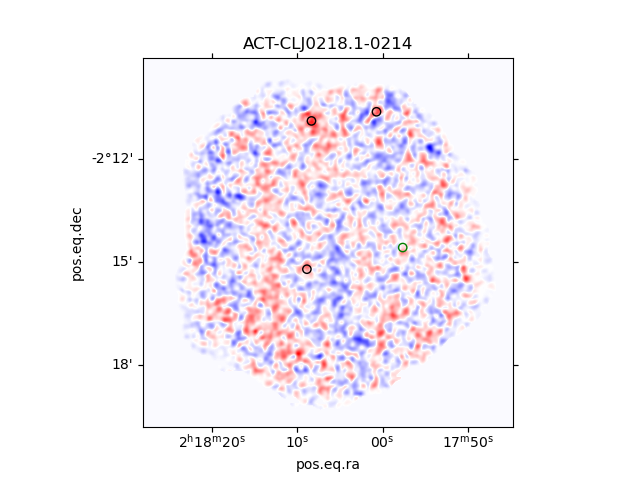 ACT-CLJ0218.1-0214
-2°12'
15'
18'
pos.eq.dec
2ʰ18ᵐ20ˢ 10ˢ 00ˢ 17ᵐ50ˢ
pos.eq.ra